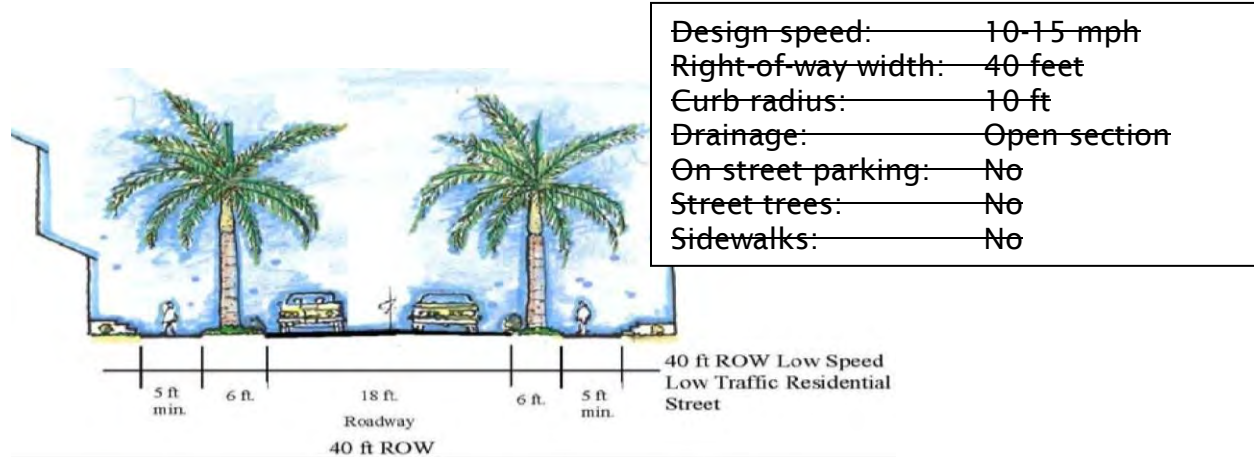 Design speed: 10-15 mph
Right-of-way width: 40 feet
Curb radius: 10 ft
Drainage: Open section
On street parking: No
Street trees: No
Sidewalks: No
40 ft ROW Low Speed
Low Traffic Residential
Street
5 ft
min.
6 ft.
18 ft.
Roadway
6 ft.
5 ft
min.
40 ft ROW